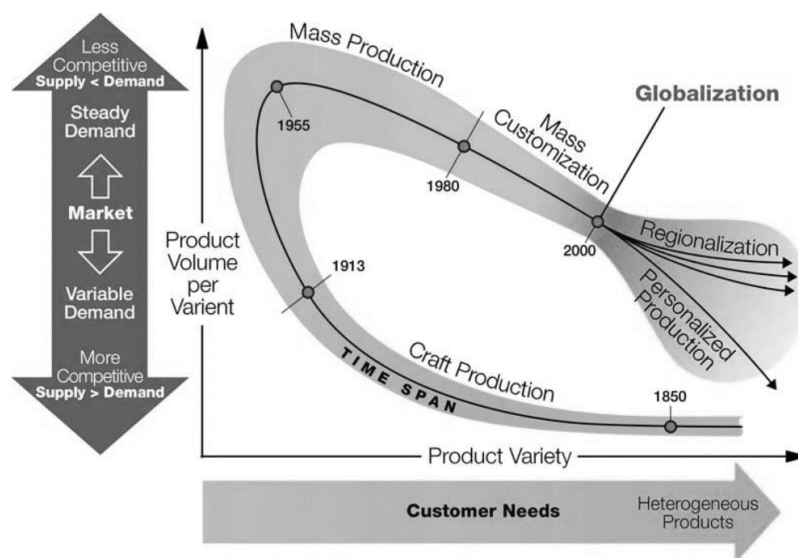 Less
Competitive
Supply < Demand
Steady
Demand
Market
Variable
Demand
More
Competitive
Supply > Demand
Product
Volume
per
Varient
Mass Production
1955
1980
Mass
Customization
Globalization
2000
Regionalization
Personalized
Production
1913
Craft Production
TIME SPAN
1850
Product Variety
Customer Needs
Heterogeneous
Products